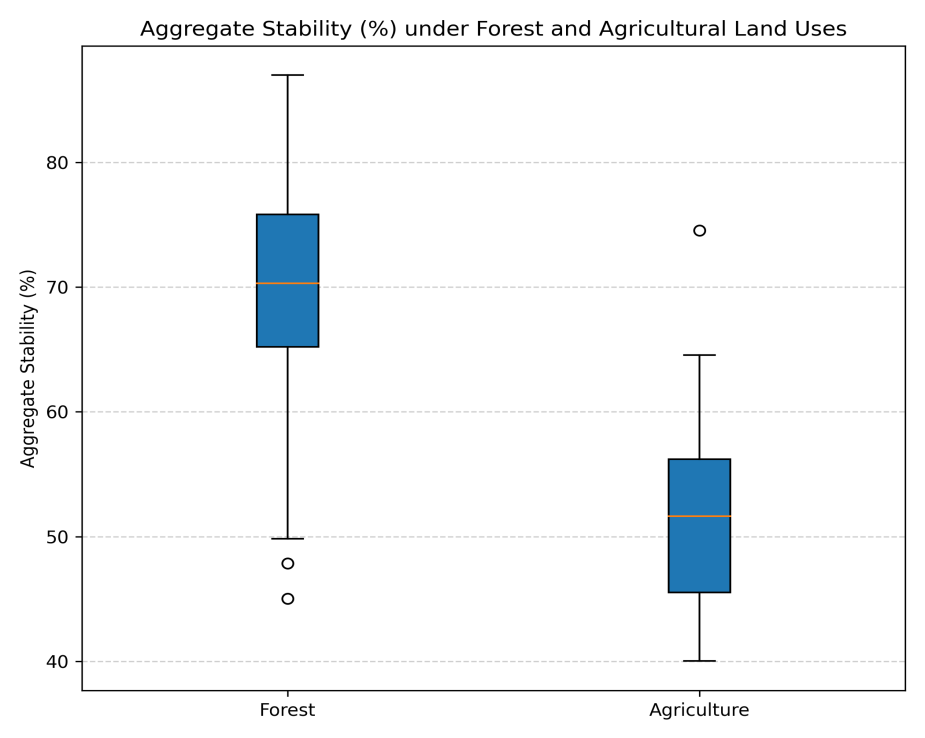 Aggregate Stability (%) under Forest and Agricultural Land Uses
Aggregate Stability (%)
80
70
60
50
40
Forest
Agriculture